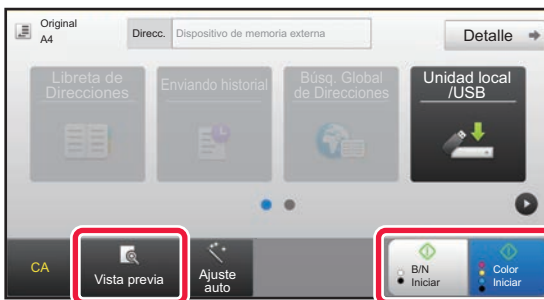 Original
A4
Direcc.
Dispositivo de memoria externa
Detalle
Libreta de
Direcciones
Enviando historial
Búsq. Global
de Direcciones
Unidad local
/USB
CA
Vista previa
Ajuste
auto
B/N
Iniciar
Color
Iniciar